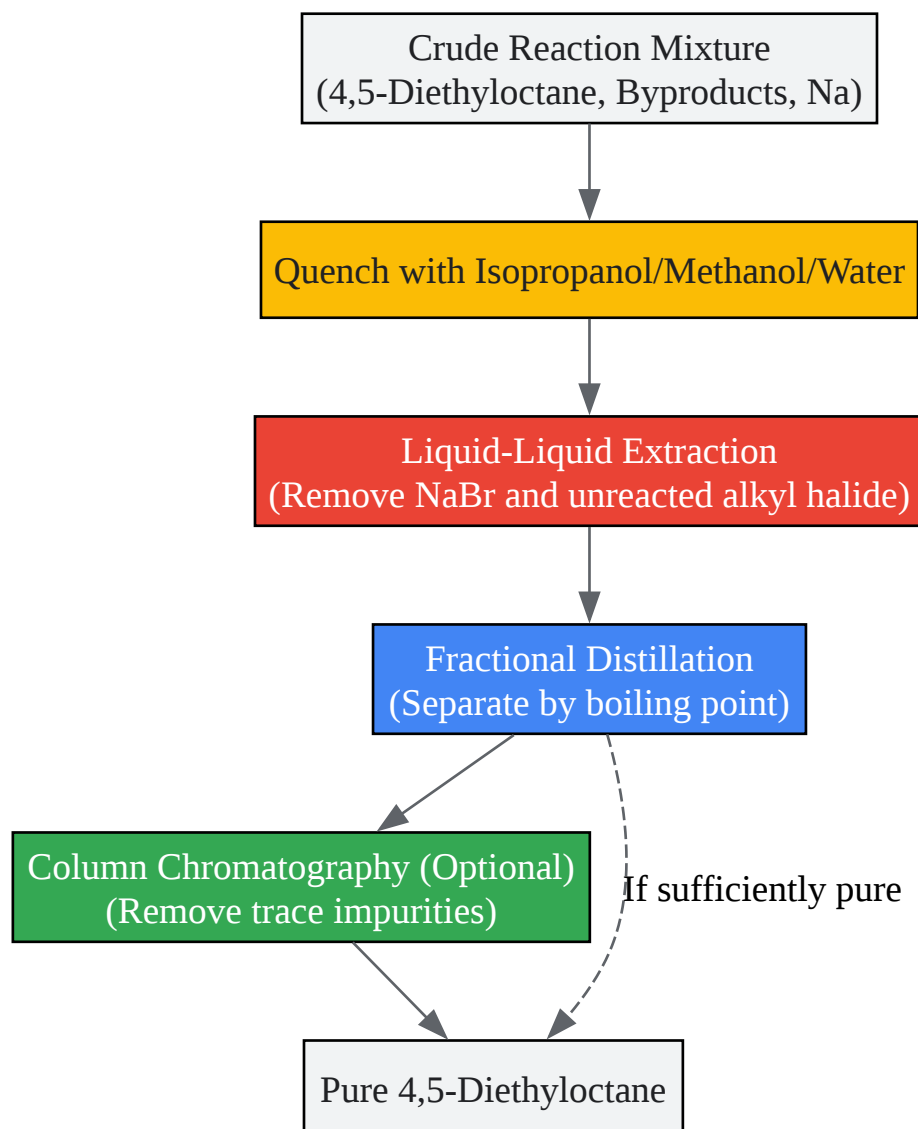 Crude Reaction Mixture
(4,5-Diethyloctane, Byproducts, Na)
Quench with Isopropanol/Methanol/Water
Liquid-Liquid Extraction
(Remove NaBr and unreacted alkyl halide)
Fractional Distillation
(Separate by boiling point)
Column Chromatography (Optional)
(Remove trace impurities)
If sufficiently pure
Pure 4,5-Diethyloctane